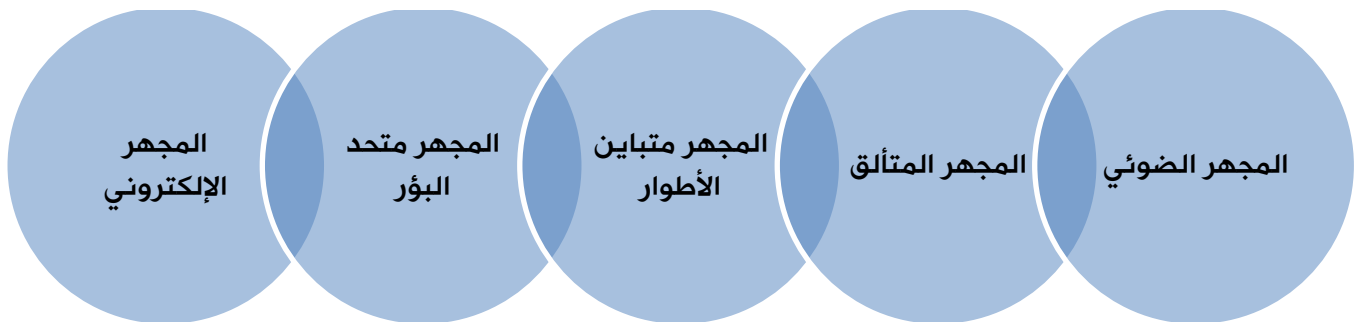 المجهر الضوئي
المجهر المتألق
المجهر متباين
الأطوار
المجهر متحد
البؤر
المجهر
الإلكتروني